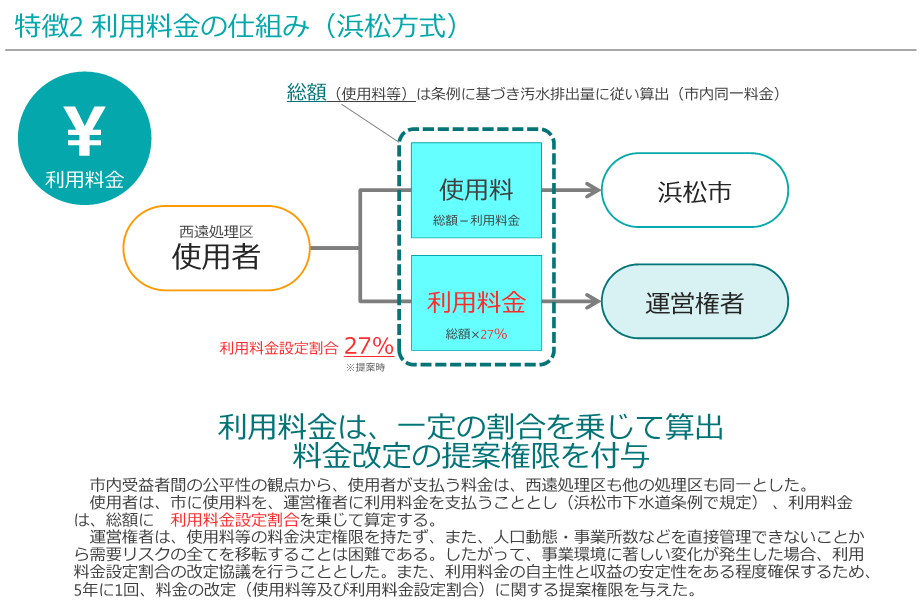 特徴2 利用料金の仕組み（浜松方式）
総額（使用料等）は条例に基づき汚水排出量に従い算出（市内同一料金）
¥
利用料金
西遠処理区
使用者
使用料
総額－利用料金
浜松市
利用料金
総額×27%
運営権者
利用料金設定割合 27%
※提案時
利用料金は、一定の割合を乗じて算出
料金改定の提案権限を付与
市内受益者間の公平性の観点から、使用者が支払う料金は、西遠処理区も他の処理区も同一とした。
使用者は、市に使用料を、運営権者に利用料金を支払うこととし（浜松市下水道条例で規定）、利用料金
は、総額に　利用料金設定割合を乗じて算定する。
運営権者は、使用料等の料金決定権限を持たず、また、人口動態・事業所数などを直接管理できないことか
ら需要リスクの全てを移転することは困難である。したがって、事業環境に著しい変化が発生した場合、利用
料金設定割合の改定協議を行うこととした。また、利用料金の自主性と収益の安定性をある程度確保するため、
5年に1回、料金の改定（使用料等及び利用料金設定割合）に関する提案権限を与えた。